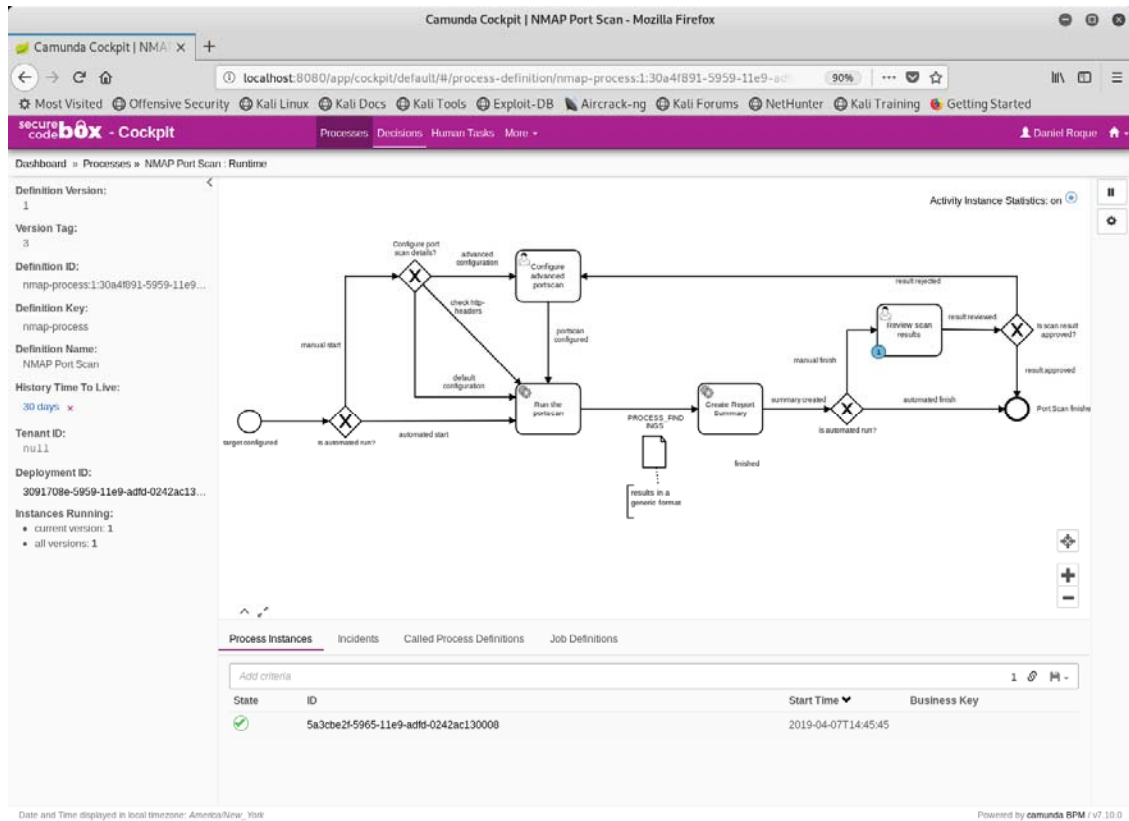 Camunda Cockpit | NMAP Port Scan - Mozilla Firefox
Camunda Cockpit | NMA
localhost:8080/app/cockpit/default/#/process-definition/nmap-process:1:30a4f891-5959-11e9-ad
90%
Most Visited Offensive Security Kali Linux Kali Docs Kali Tools Exploit-DB Aircrack-ng Kali Forums NetHunter Kali Training Getting Started
secure code box - Cockpit
Processes Decisions Human Tasks More
Daniel Roque
Dashboard » Processes » NMAP Port Scan : Runtime
Definition Version:
1
Version Tag:
3
Definition ID:
nmap-process:1:30a4f891-5959-11e9...
Definition Key:
nmap-process
Definition Name:
NMAP Port Scan
History Time To Live:
30 days ×
Tenant ID:
null
Deployment ID:
3091708e-5959-11e9-adfd-0242ac13...
Instances Running:
current version: 1
all versions: 1
Activity Instance Statistics: on
Configure port
scan details?
advanced
configuration
Configure
advanced
portscan
result rejected
check http-
headers
portscan
configured
Review scan
results
1
result reviewed
Is scan result
approved?
manual start
manual finish
default
configuration
result approved
Run the
portscan
Create Report
Summary
summary created
automated finish
Port Scan finishe
PROCESS_FIND
INGS
target configured
Is automated run?
automated start
Is automated run?
finished
results in a
generic format
Process Instances Incidents Called Process Definitions Job Definitions
Add criteria
1
State ID Start Time Business Key
5a3cbe2f-5965-11e9-adfd-0242ac130008 2019-04-07T14:45:45
Date and Time displayed in local timezone: America/New_York
Powered by camunda BPM / v7.10.0